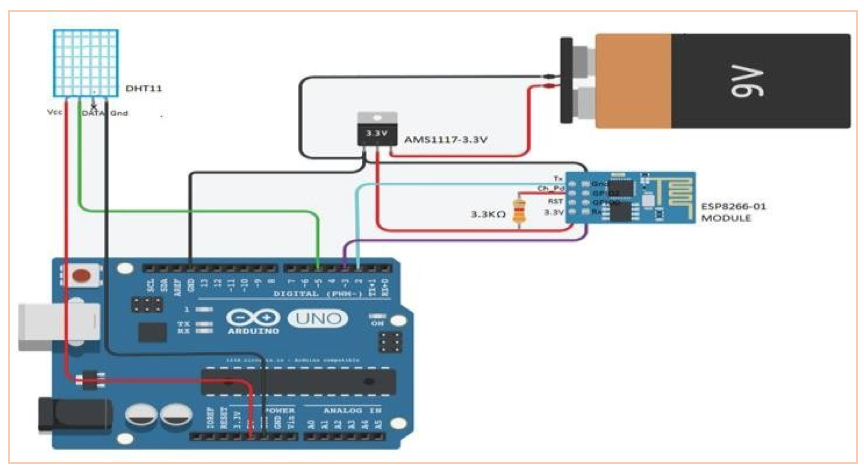 DHT11
Vcc
DATA Gnd
9V
3.3V
AMS1117-3.3V
Tx
Ch_Pd
RST
3.3V
Gnd
GPIO2
Rx
3.3KΩ
ESP8266-01
MODULE
SCL
SDA
AREF
GND
13
12
~11
~10
~9
8
7
~6
~5
4
~3
2
TX→1
RX←0
DIGITAL (PWM~)
1
TX
RX
ARDUINO
UNO
ON
IOREF
RESET
3.3V
GND
Vin
POWER
ANALOG IN
A0
A1
A2
A3
A4
A5